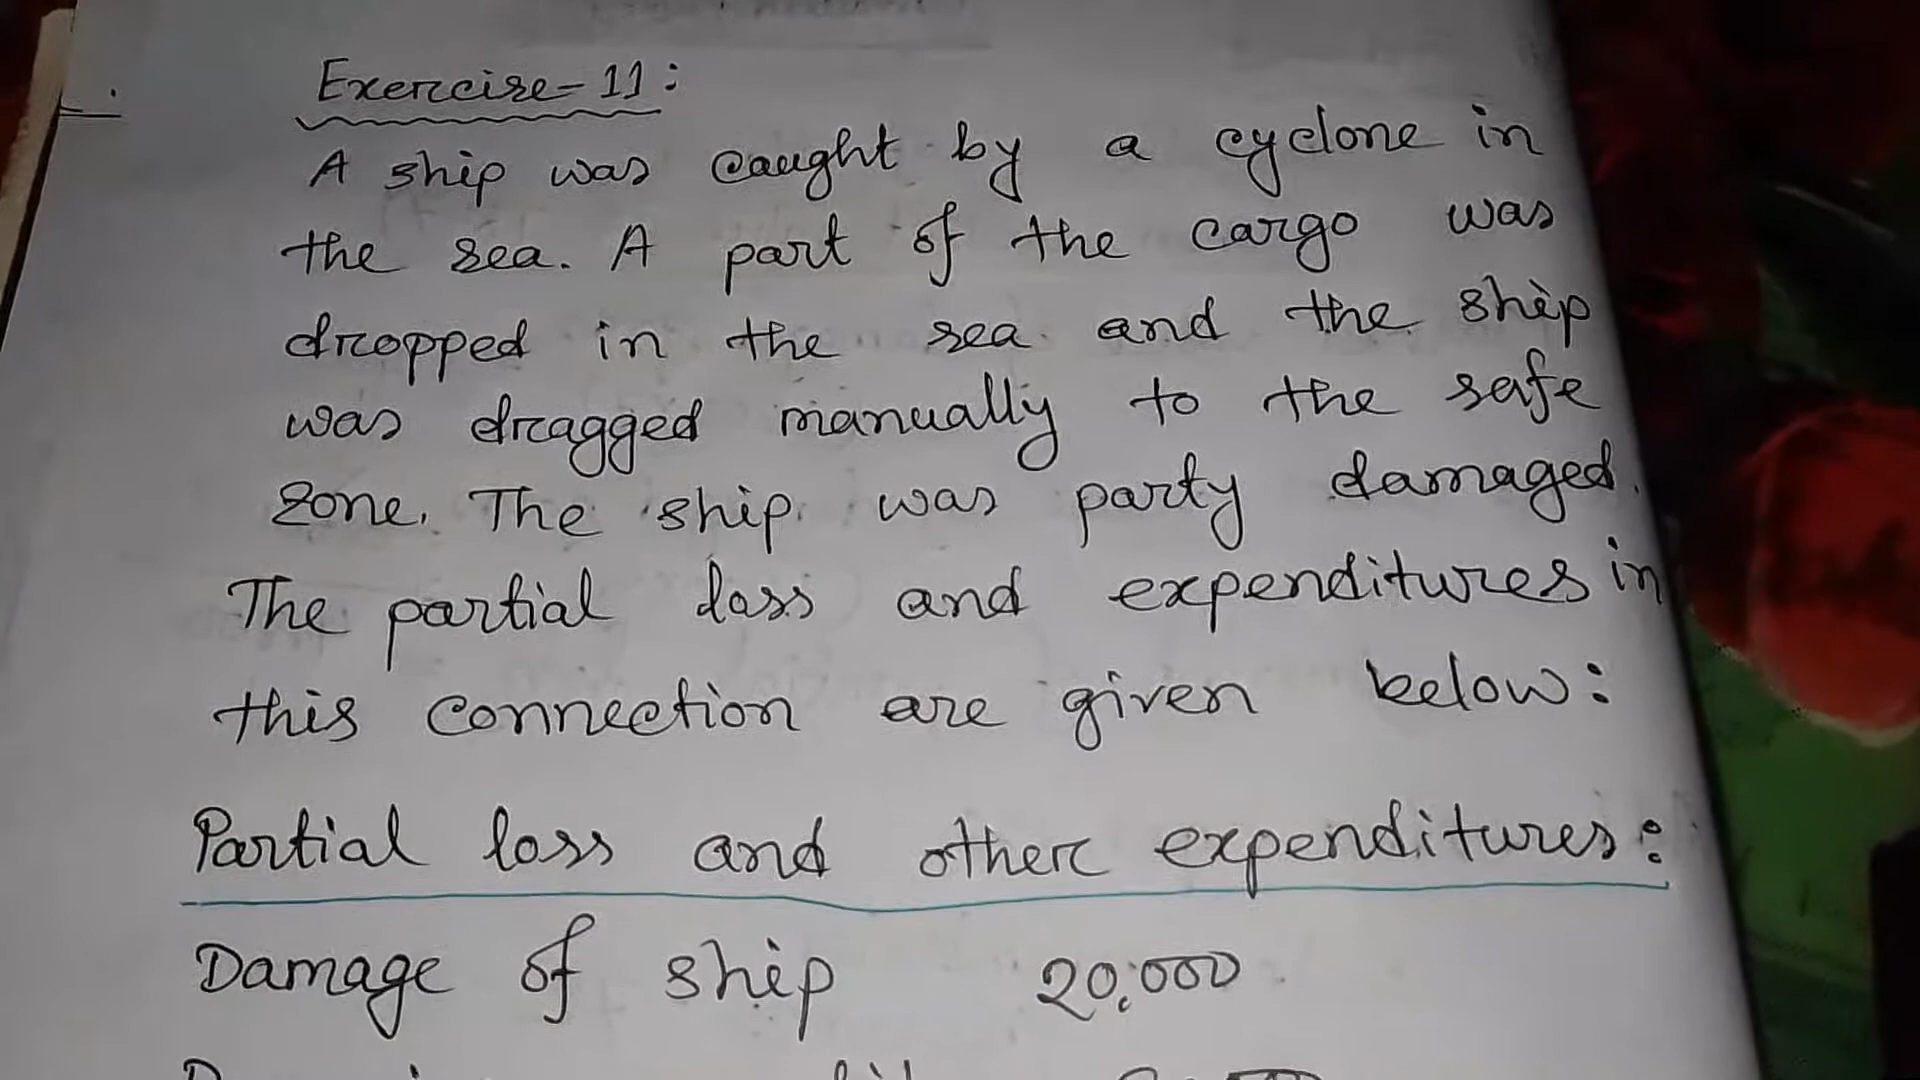 Exercise-11:
A ship was caught by a cyclone in
the sea. A part of the cargo was
dropped in the sea and the ship
was dragged manually to the safe
zone. The ship was party damaged.
The partial loss and expenditures in
this connection are given below:
Partial loss and other expenditures:
Damage of ship 20,000